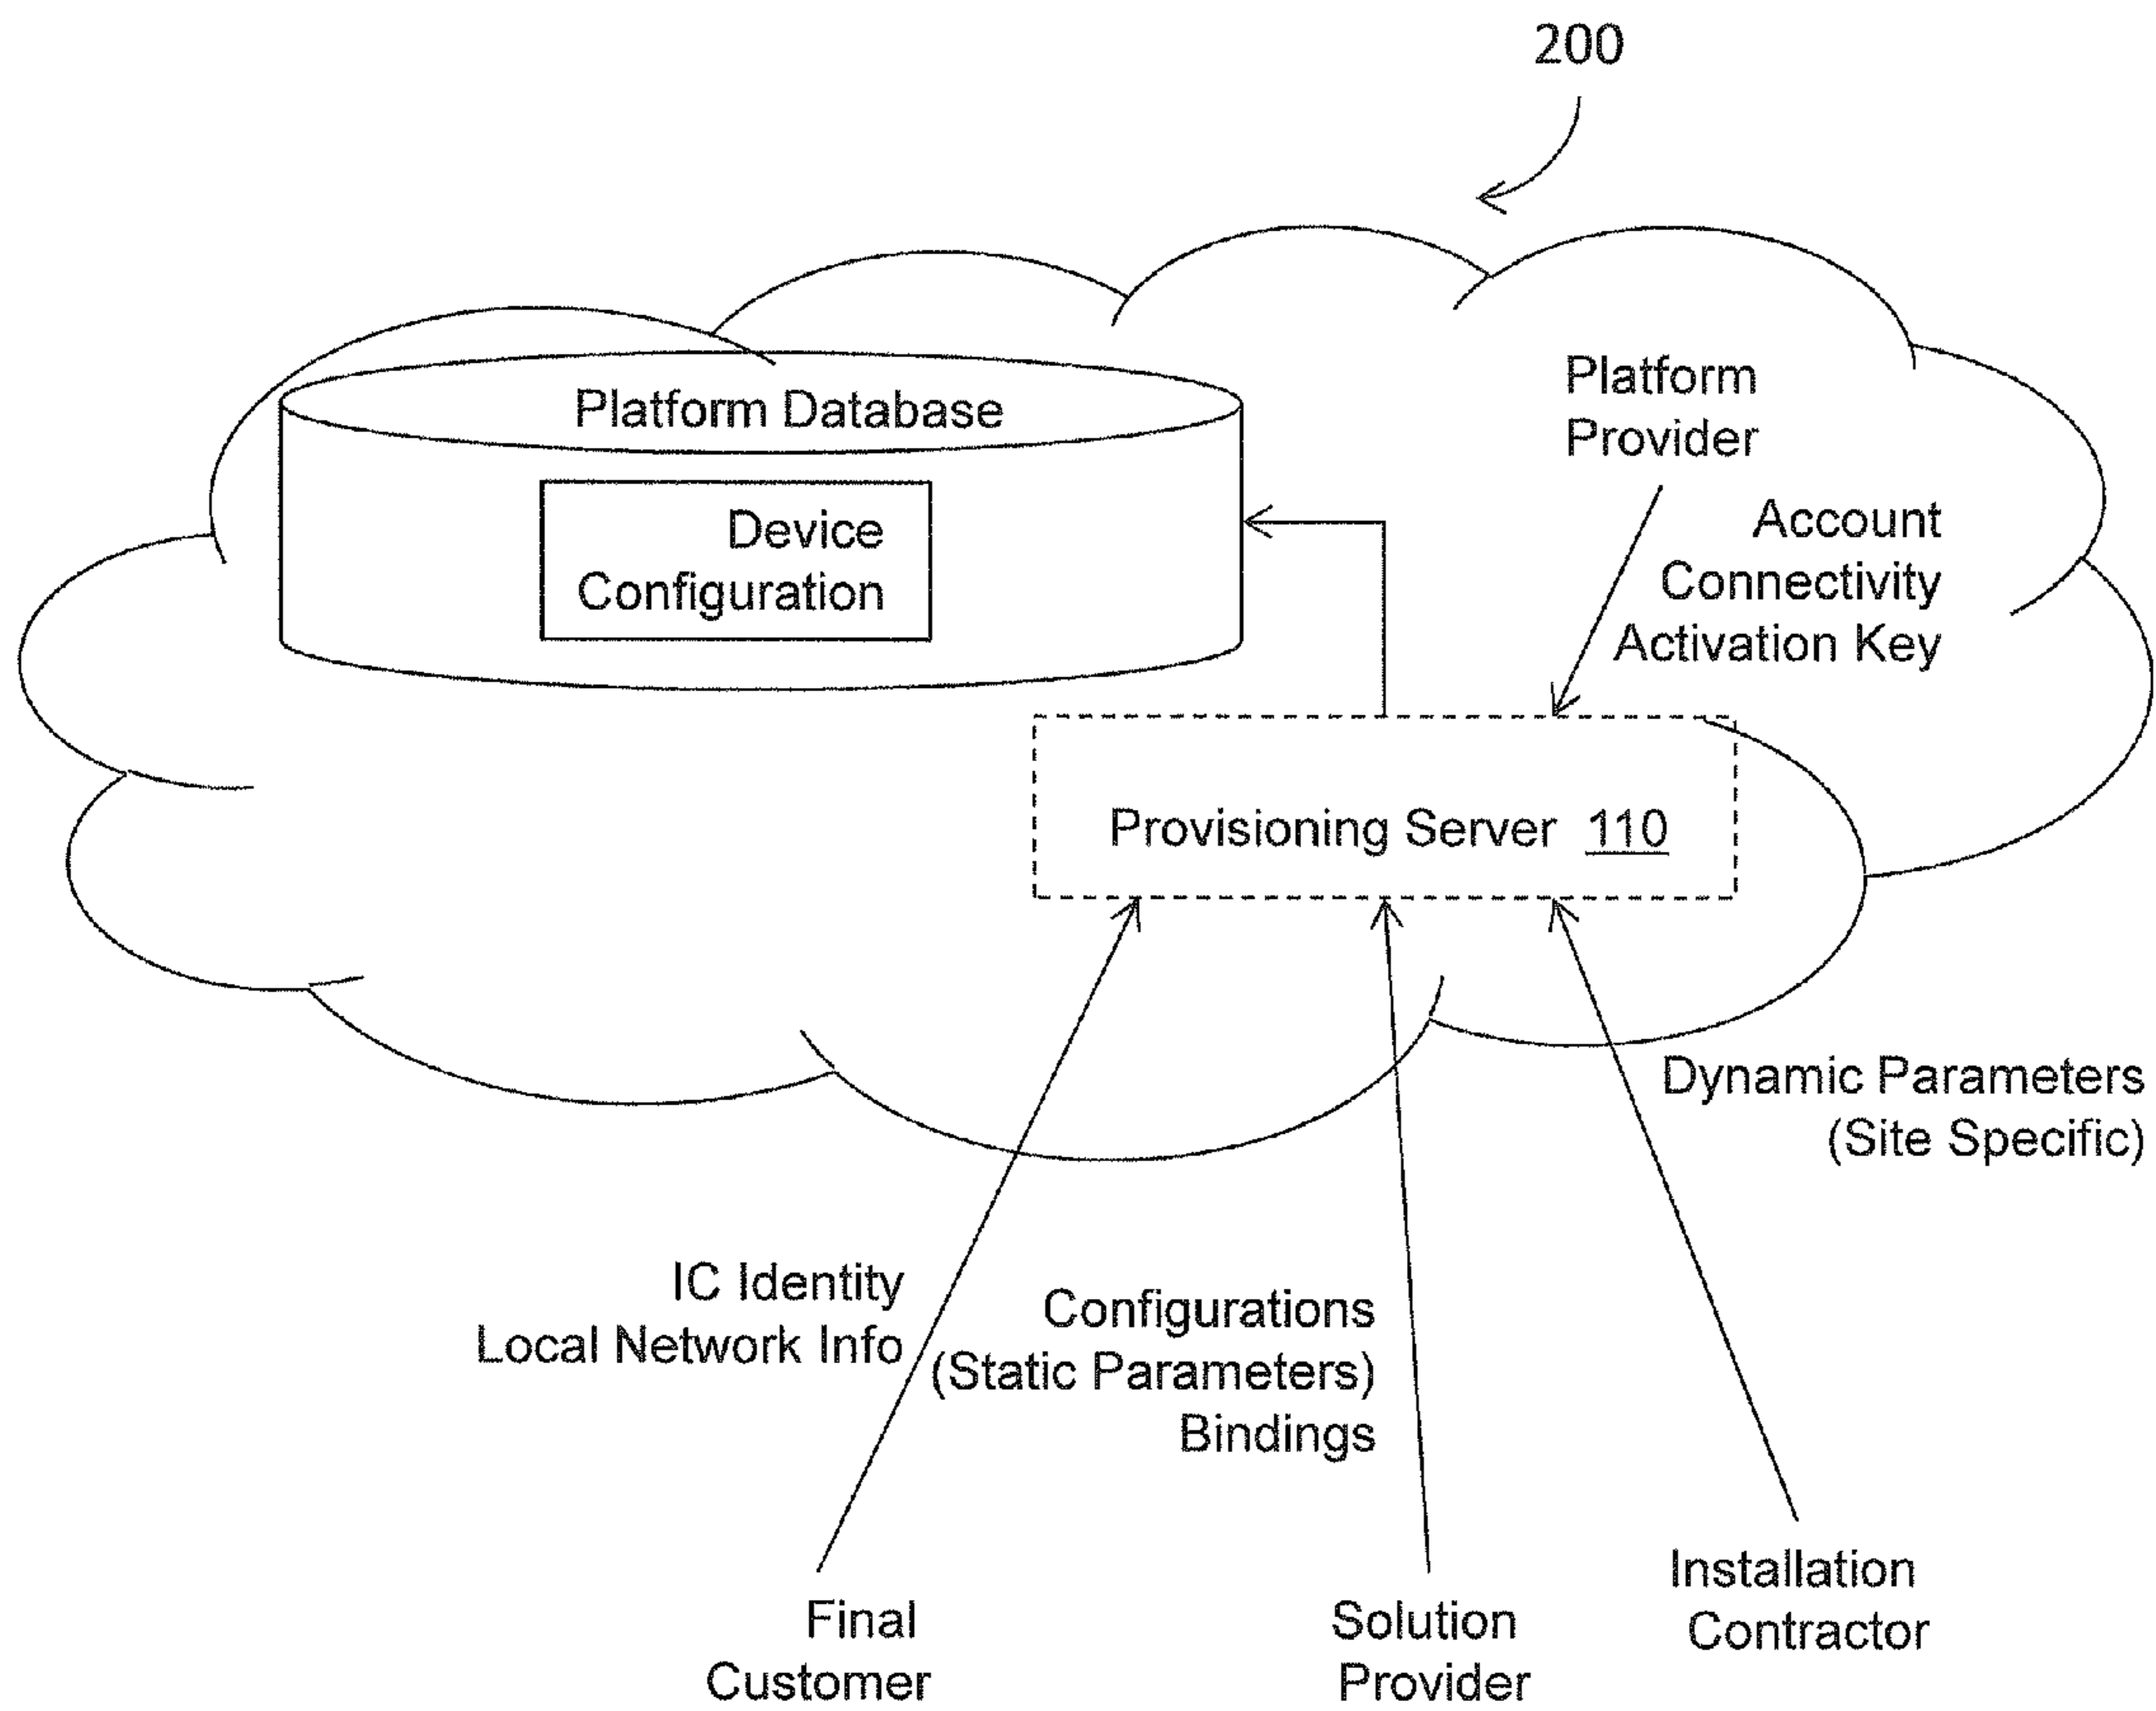 200
Platform Database
Device
Configuration
Platform
Provider
Account
Connectivity
Activation Key
Provisioning Server 110
Dynamic Parameters
(Site Specific)
IC Identity
Local Network Info
Configurations
(Static Parameters)
Bindings
Final
Customer
Solution
Provider
Installation
Contractor